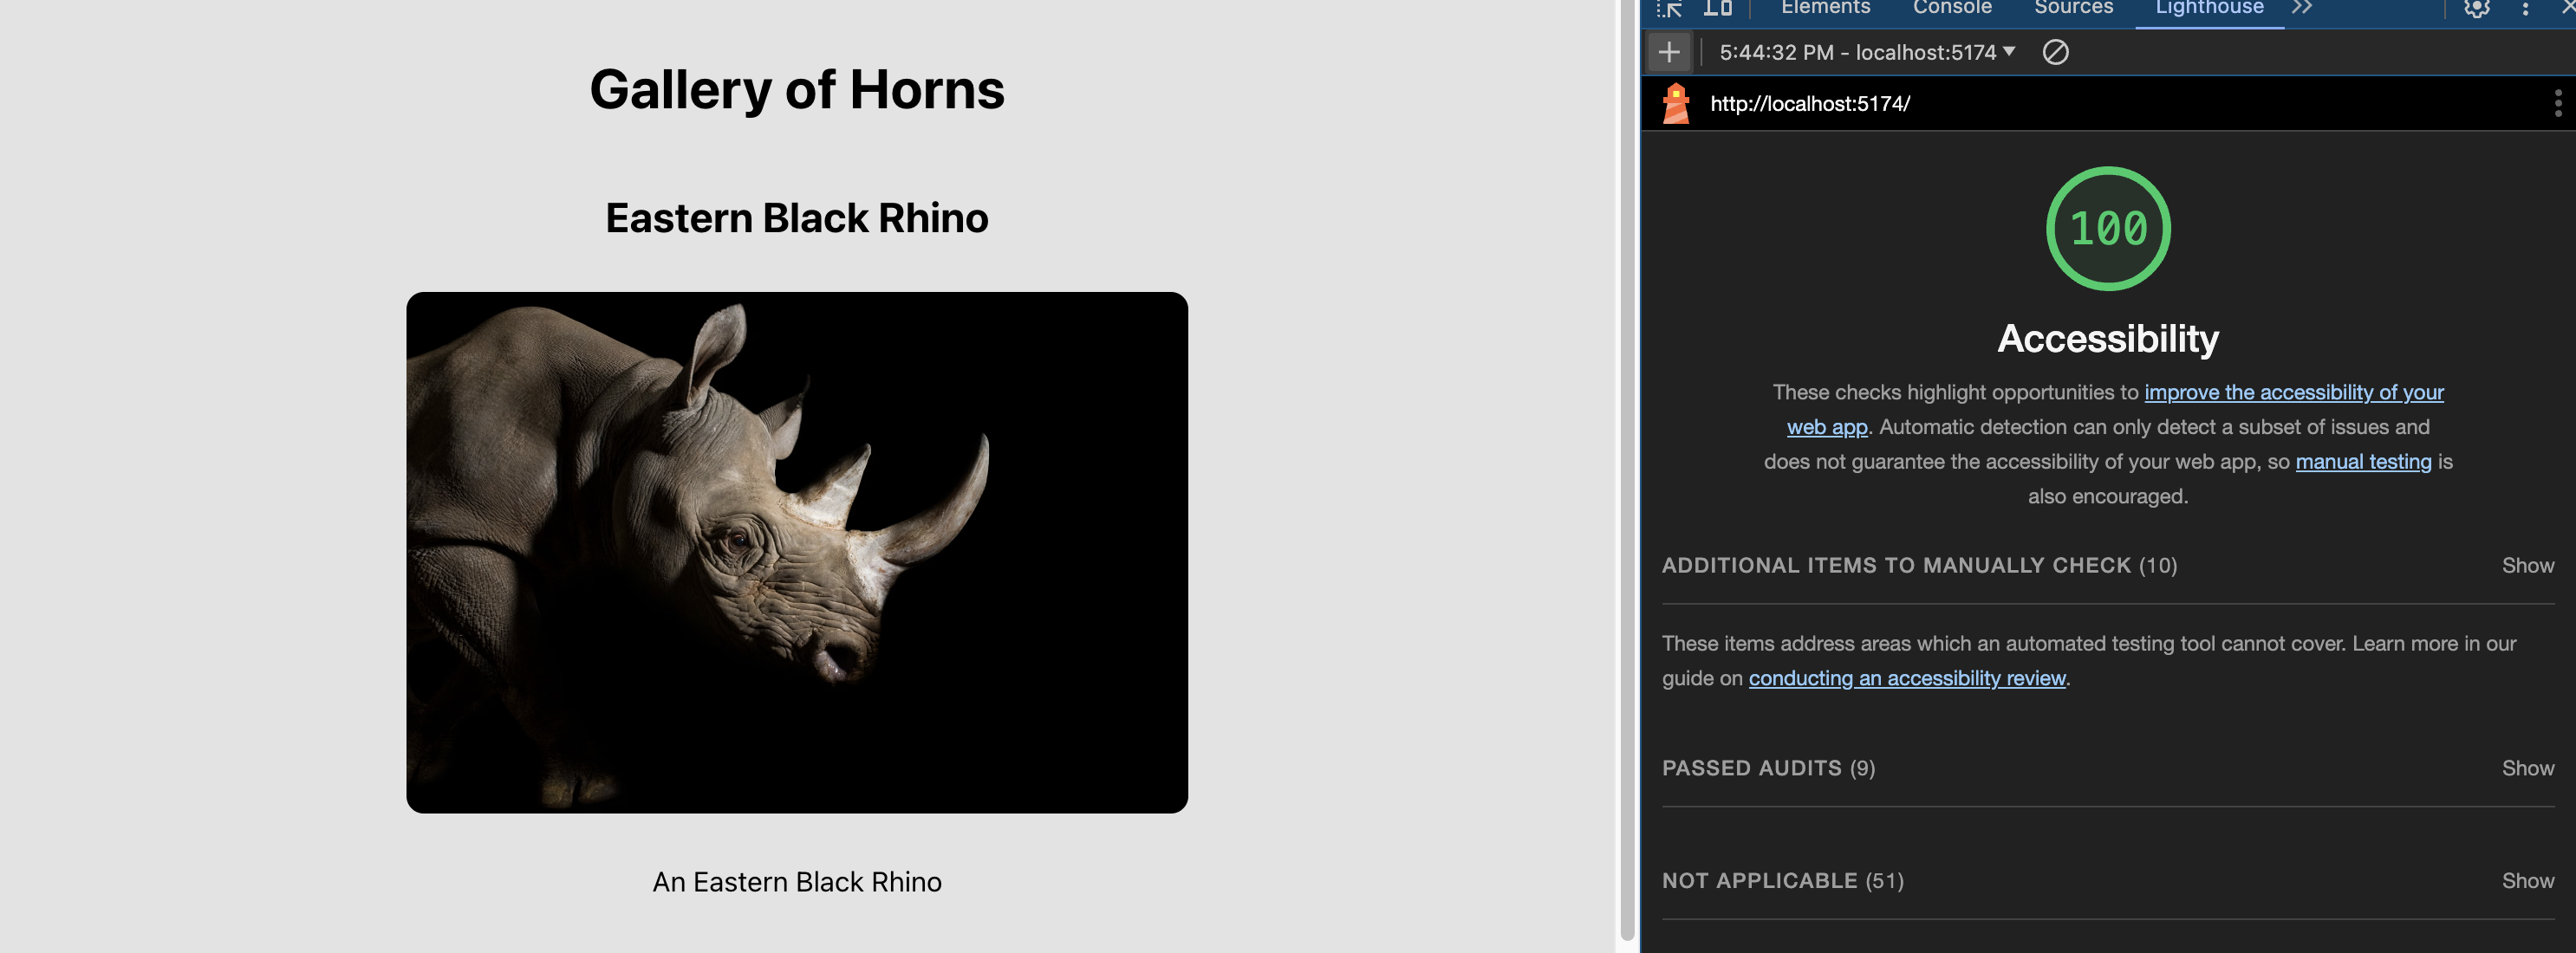 Gallery of Horns
Eastern Black Rhino
An Eastern Black Rhino
Elements Console Sources Lighthouse
5:44:32 PM - localhost:5174
http://localhost:5174/
100
Accessibility
These checks highlight opportunities to improve the accessibility of your
web app. Automatic detection can only detect a subset of issues and
does not guarantee the accessibility of your web app, so manual testing is
also encouraged.
ADDITIONAL ITEMS TO MANUALLY CHECK (10) Show
These items address areas which an automated testing tool cannot cover. Learn more in our
guide on conducting an accessibility review.
PASSED AUDITS (9) Show
NOT APPLICABLE (51) Show